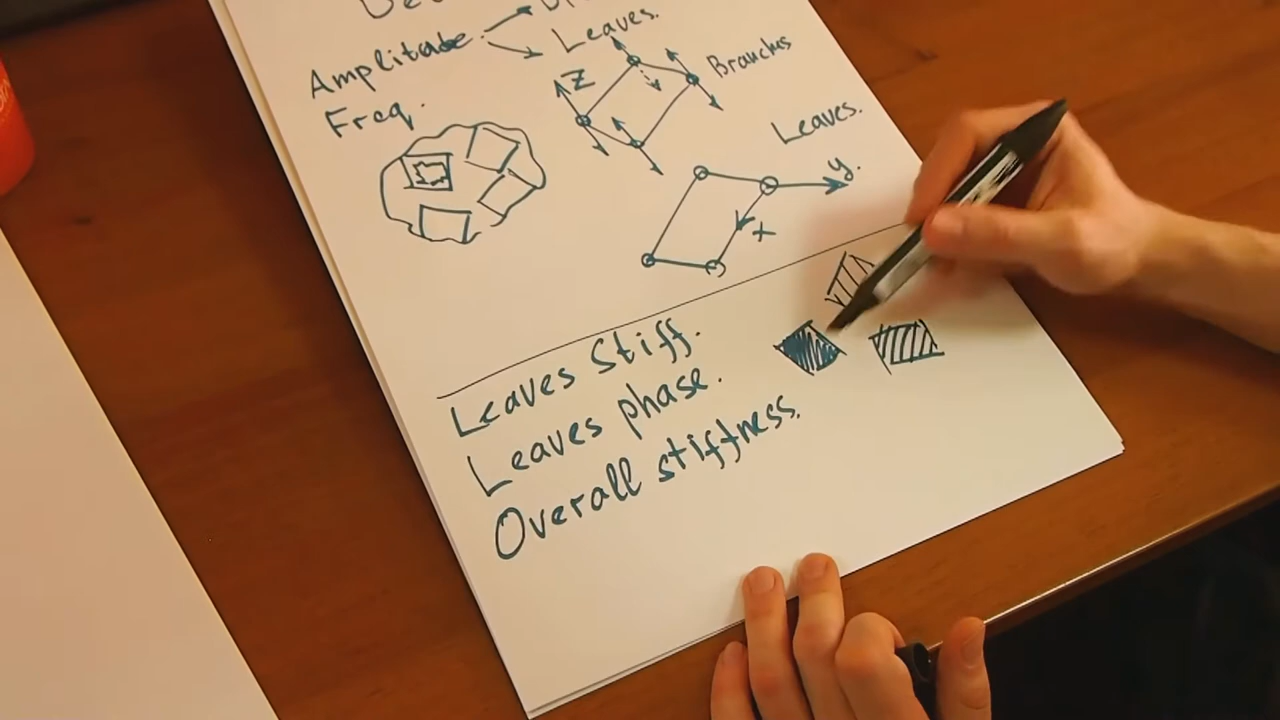 Amplitude.
Leaves.
Freq.
Z
Branches
Leaves.
y.
x
Leaves Stiff.
Leaves phase.
Overall stiffness.